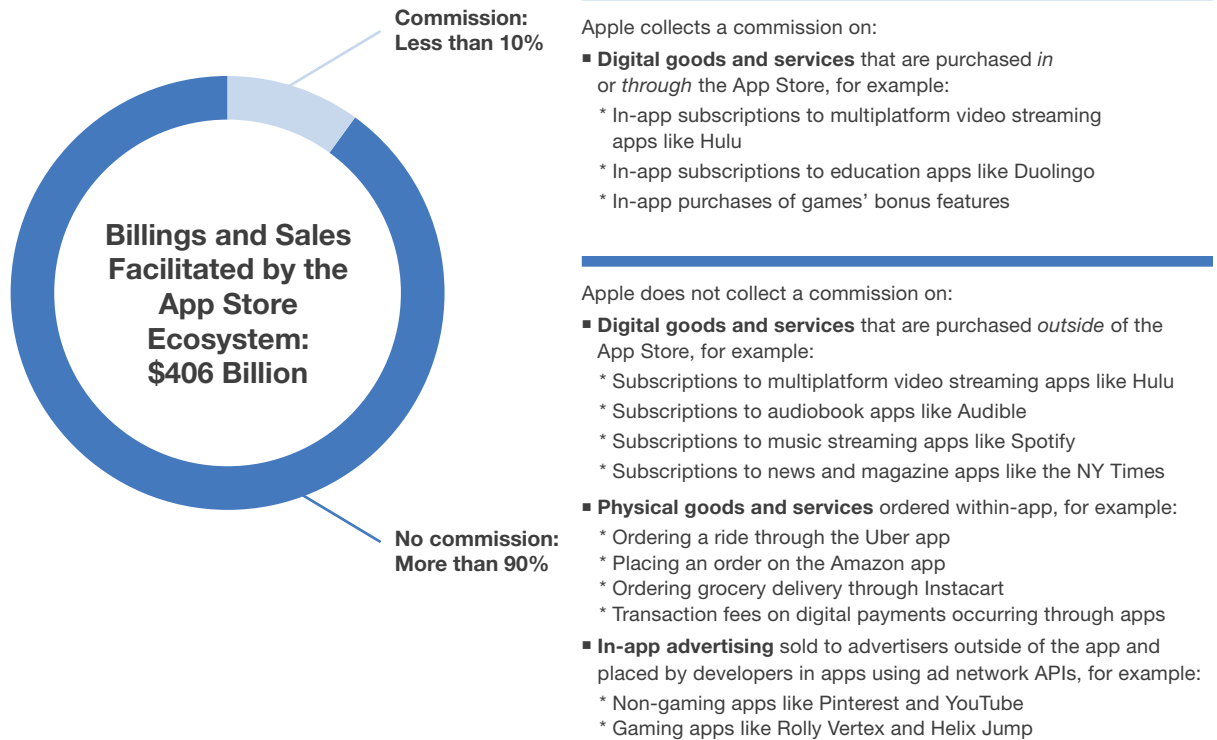 Commission:
Less than 10%
Billings and Sales
Facilitated by the
App Store
Ecosystem:
$406 Billion
No commission:
More than 90%
Apple collects a commission on:
▪ Digital goods and services that are purchased in
or through the App Store, for example:
* In-app subscriptions to multiplatform video streaming
apps like Hulu
* In-app subscriptions to education apps like Duolingo
* In-app purchases of games’ bonus features
Apple does not collect a commission on:
▪ Digital goods and services that are purchased outside of the
App Store, for example:
* Subscriptions to multiplatform video streaming apps like Hulu
* Subscriptions to audiobook apps like Audible
* Subscriptions to music streaming apps like Spotify
* Subscriptions to news and magazine apps like the NY Times
▪ Physical goods and services ordered within-app, for example:
* Ordering a ride through the Uber app
* Placing an order on the Amazon app
* Ordering grocery delivery through Instacart
* Transaction fees on digital payments occurring through apps
▪ In-app advertising sold to advertisers outside of the app and
placed by developers in apps using ad network APIs, for example:
* Non-gaming apps like Pinterest and YouTube
* Gaming apps like Rolly Vertex and Helix Jump